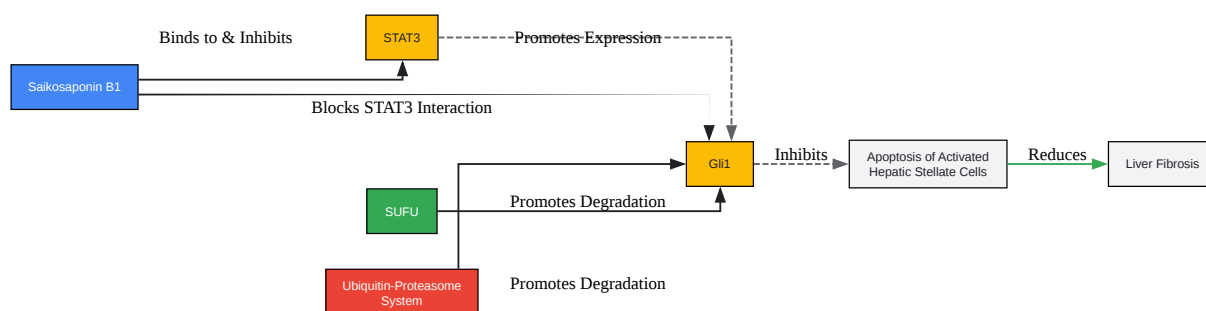 STAT3
Binds to & Inhibits
Promotes Expression
Saikosaponin B1
Blocks STAT3 Interaction
Gli1
Inhibits
Apoptosis of Activated
Hepatic Stellate Cells
Reduces
Liver Fibrosis
SUFU
Promotes Degradation
Ubiquitin-Proteasome
System
Promotes Degradation